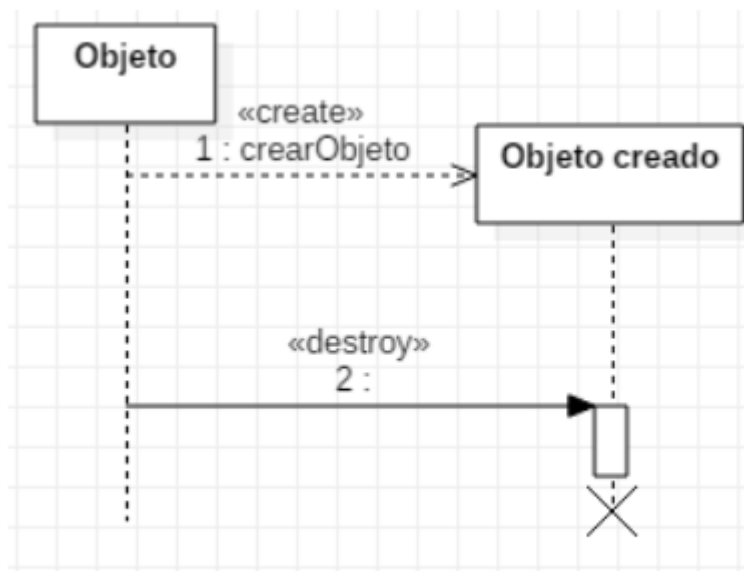 Objeto
«create»
1 : crearObjeto
Objeto creado
«destroy»
2 :